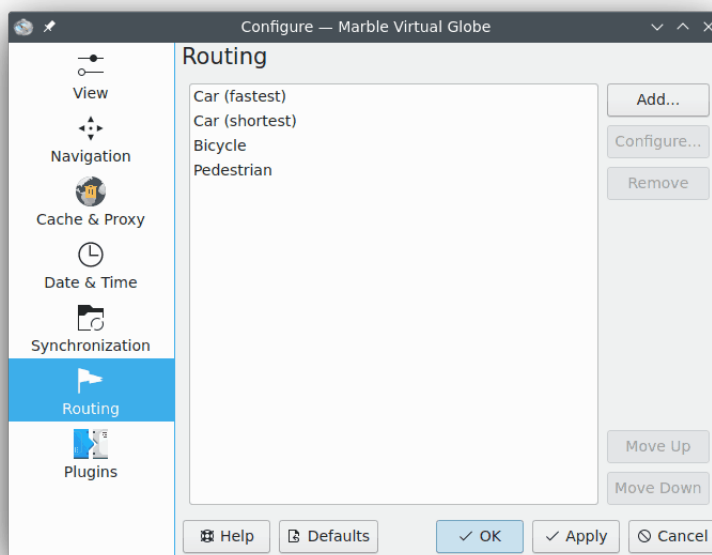 Configure — Marble Virtual Globe
View
Navigation
Cache & Proxy
Date & Time
Synchronization
Routing
Plugins
Routing
Car (fastest)
Car (shortest)
Bicycle
Pedestrian
Add...
Configure...
Remove
Move Up
Move Down
Help
Defaults
OK
Apply
Cancel